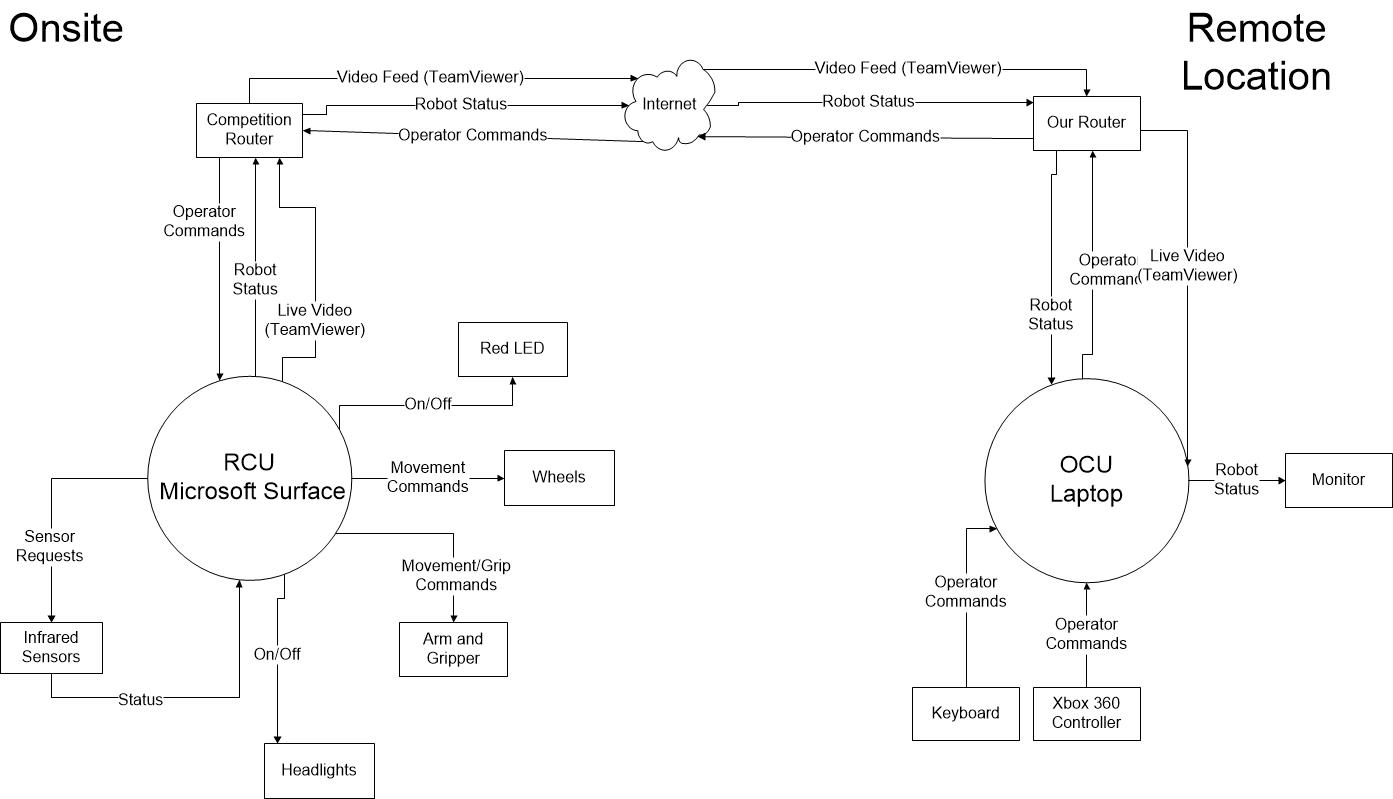 Onsite
Remote
Location
Video Feed (TeamViewer)
Robot Status
Operator Commands
Internet
Video Feed (TeamViewer)
Robot Status
Operator Commands
Competition
Router
Our Router
Operator
Commands
Robot
Status
Live Video
(TeamViewer)
Robot
Status
Operator
Command
Live Video
(TeamViewer)
Red LED
On/Off
RCU
Microsoft Surface
Movement
Commands
Wheels
Sensor
Requests
Movement/Grip
Commands
Arm and
Gripper
Infrared
Sensors
Status
On/Off
Headlights
OCU
Laptop
Robot
Status
Monitor
Operator
Commands
Operator
Commands
Keyboard
Xbox 360
Controller